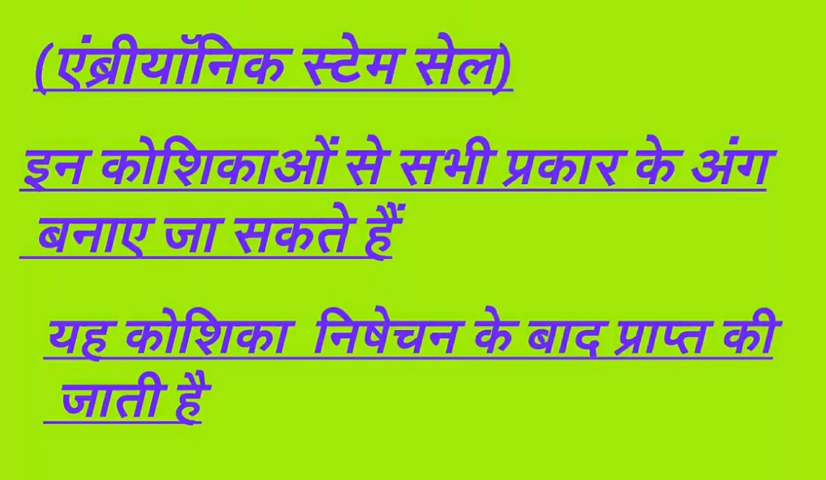 (एंब्रीयॉनिक स्टेम सेल)
इन कोशिकाओं से सभी प्रकार के अंग
बनाए जा सकते हैं
यह कोशिका निषेचन के बाद प्राप्त की
जाती है